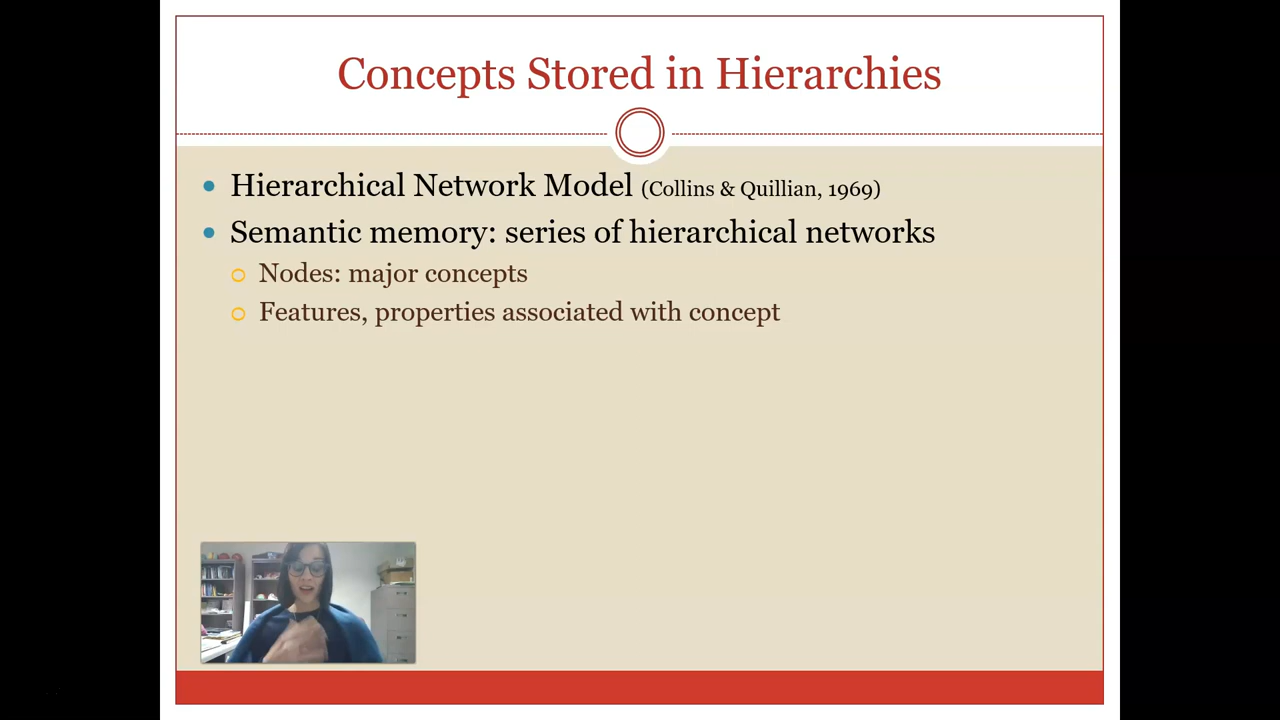 Concepts Stored in Hierarchies
Hierarchical Network Model (Collins & Quillian, 1969)
Semantic memory: series of hierarchical networks
Nodes: major concepts
Features, properties associated with concept